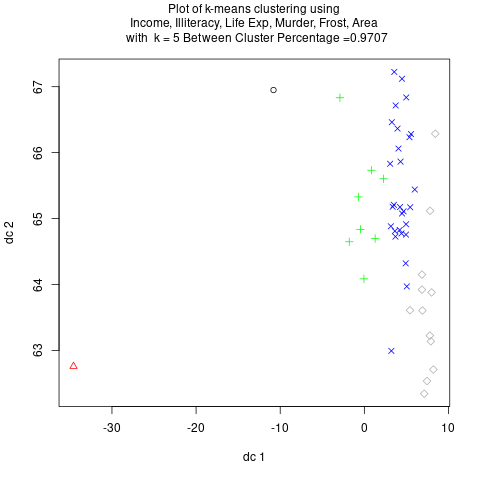 Plot of k-means clustering using
Income, Illiteracy, Life Exp, Murder, Frost, Area
with k = 5 Between Cluster Percentage =0.9707
67
66
65
64
63
dc 2
-30
-20
-10
0
10
dc 1